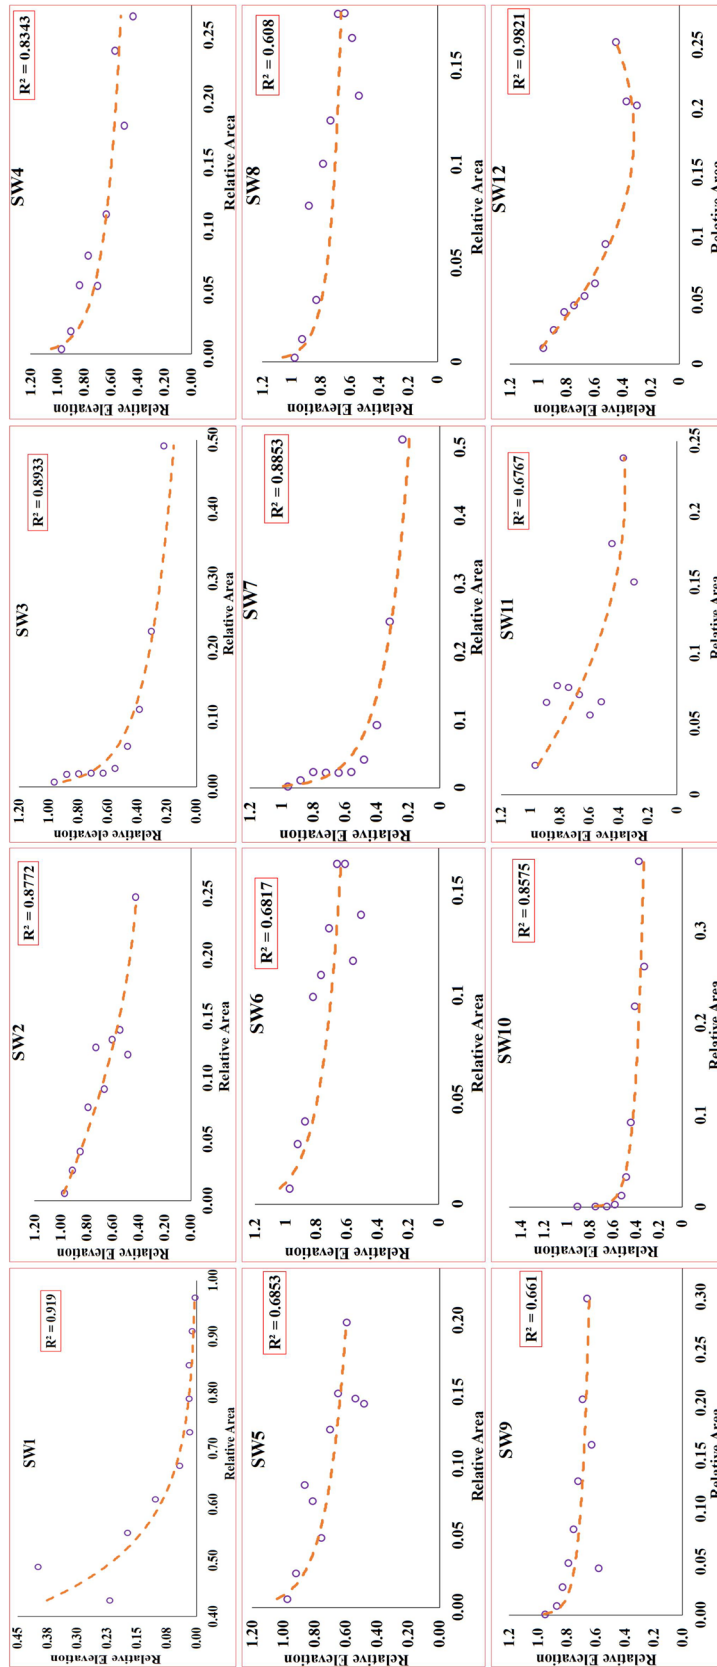 SW1
R² = 0.919
Relative Elevation
0.45
0.38
0.30
0.23
0.15
0.08
0.00
0.40 0.50 0.60 0.70 0.80 0.90 1.00
Relative Area
SW2
R² = 0.8772
Relative Elevation
1.20
1.00
0.80
0.60
0.40
0.20
0.00
0.00 0.05 0.10 0.15 0.20 0.25
Relative Area
SW3
R² = 0.8933
Relative elevation
1.20
1.00
0.80
0.60
0.40
0.20
0.00
0.00 0.10 0.20 0.30 0.40 0.50
Relative Area
SW4
R² = 0.8343
Relative Elevation
1.20
1.00
0.80
0.60
0.40
0.20
0.00
0.00 0.05 0.10 0.15 0.20 0.25
Relative Area
SW5
R² = 0.6853
Relative Elevation
1.20
1.00
0.80
0.60
0.40
0.20
0.00
0.00 0.05 0.10 0.15 0.20
Relative Area
SW6
R² = 0.6817
Relative Elevation
1.2
1
0.8
0.6
0.4
0.2
0
0 0.05 0.1 0.15
Relative Area
SW7
R² = 0.8853
Relative Elevation
1.2
1
0.8
0.6
0.4
0.2
0
0 0.1 0.2 0.3 0.4 0.5
Relative Area
SW8
R² = 0.608
Relative Elevation
1.2
1
0.8
0.6
0.4
0.2
0
0 0.05 0.1 0.15
Relative Area
SW9
R² = 0.661
Relative Elevation
1.2
1.0
0.8
0.6
0.4
0.2
0.0
0.00 0.05 0.10 0.15 0.20 0.25 0.30
Relative Area
SW10
R² = 0.8575
Relative Elevation
1.4
1.2
1
0.8
0.6
0.4
0.2
0
0 0.1 0.2 0.3
Relative Area
SW11
R² = 0.6767
Relative Elevation
1.2
1
0.8
0.6
0.4
0.2
0
0 0.05 0.1 0.15 0.2 0.25
Relative Area
SW12
R² = 0.9821
Relative Elevation
1.2
1
0.8
0.6
0.4
0.2
0
0 0.05 0.1 0.15 0.2 0.25
Relative Area